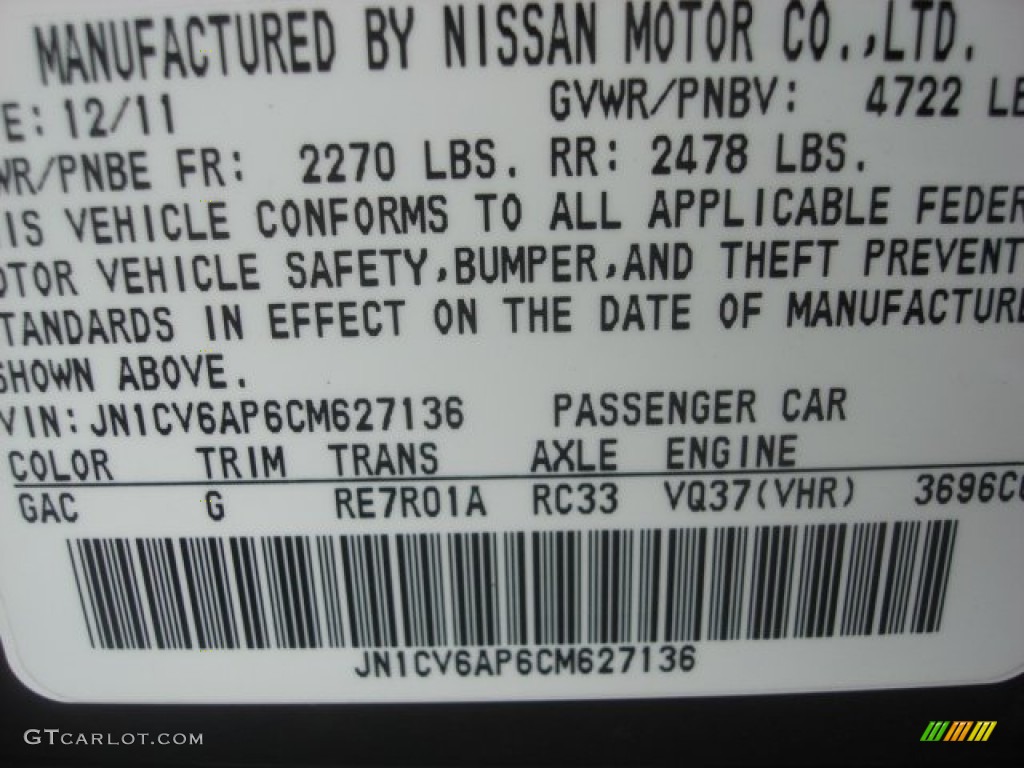 MANUFACTURED BY NISSAN MOTOR CO.,LTD.
E: 12/11 GVWR/PNBV: 4722 LB
WR/PNBE FR: 2270 LBS. RR: 2478 LBS.
IS VEHICLE CONFORMS TO ALL APPLICABLE FEDER
OTOR VEHICLE SAFETY,BUMPER,AND THEFT PREVENT
TANDARDS IN EFFECT ON THE DATE OF MANUFACTURE
SHOWN ABOVE.
VIN: JN1CV6AP6CM627136 PASSENGER CAR
COLOR TRIM TRANS AXLE ENGINE
GAC G RE7R01A RC33 VQ37(VHR) 3696CC
JN1CV6AP6CM627136
GTCARLOT.COM